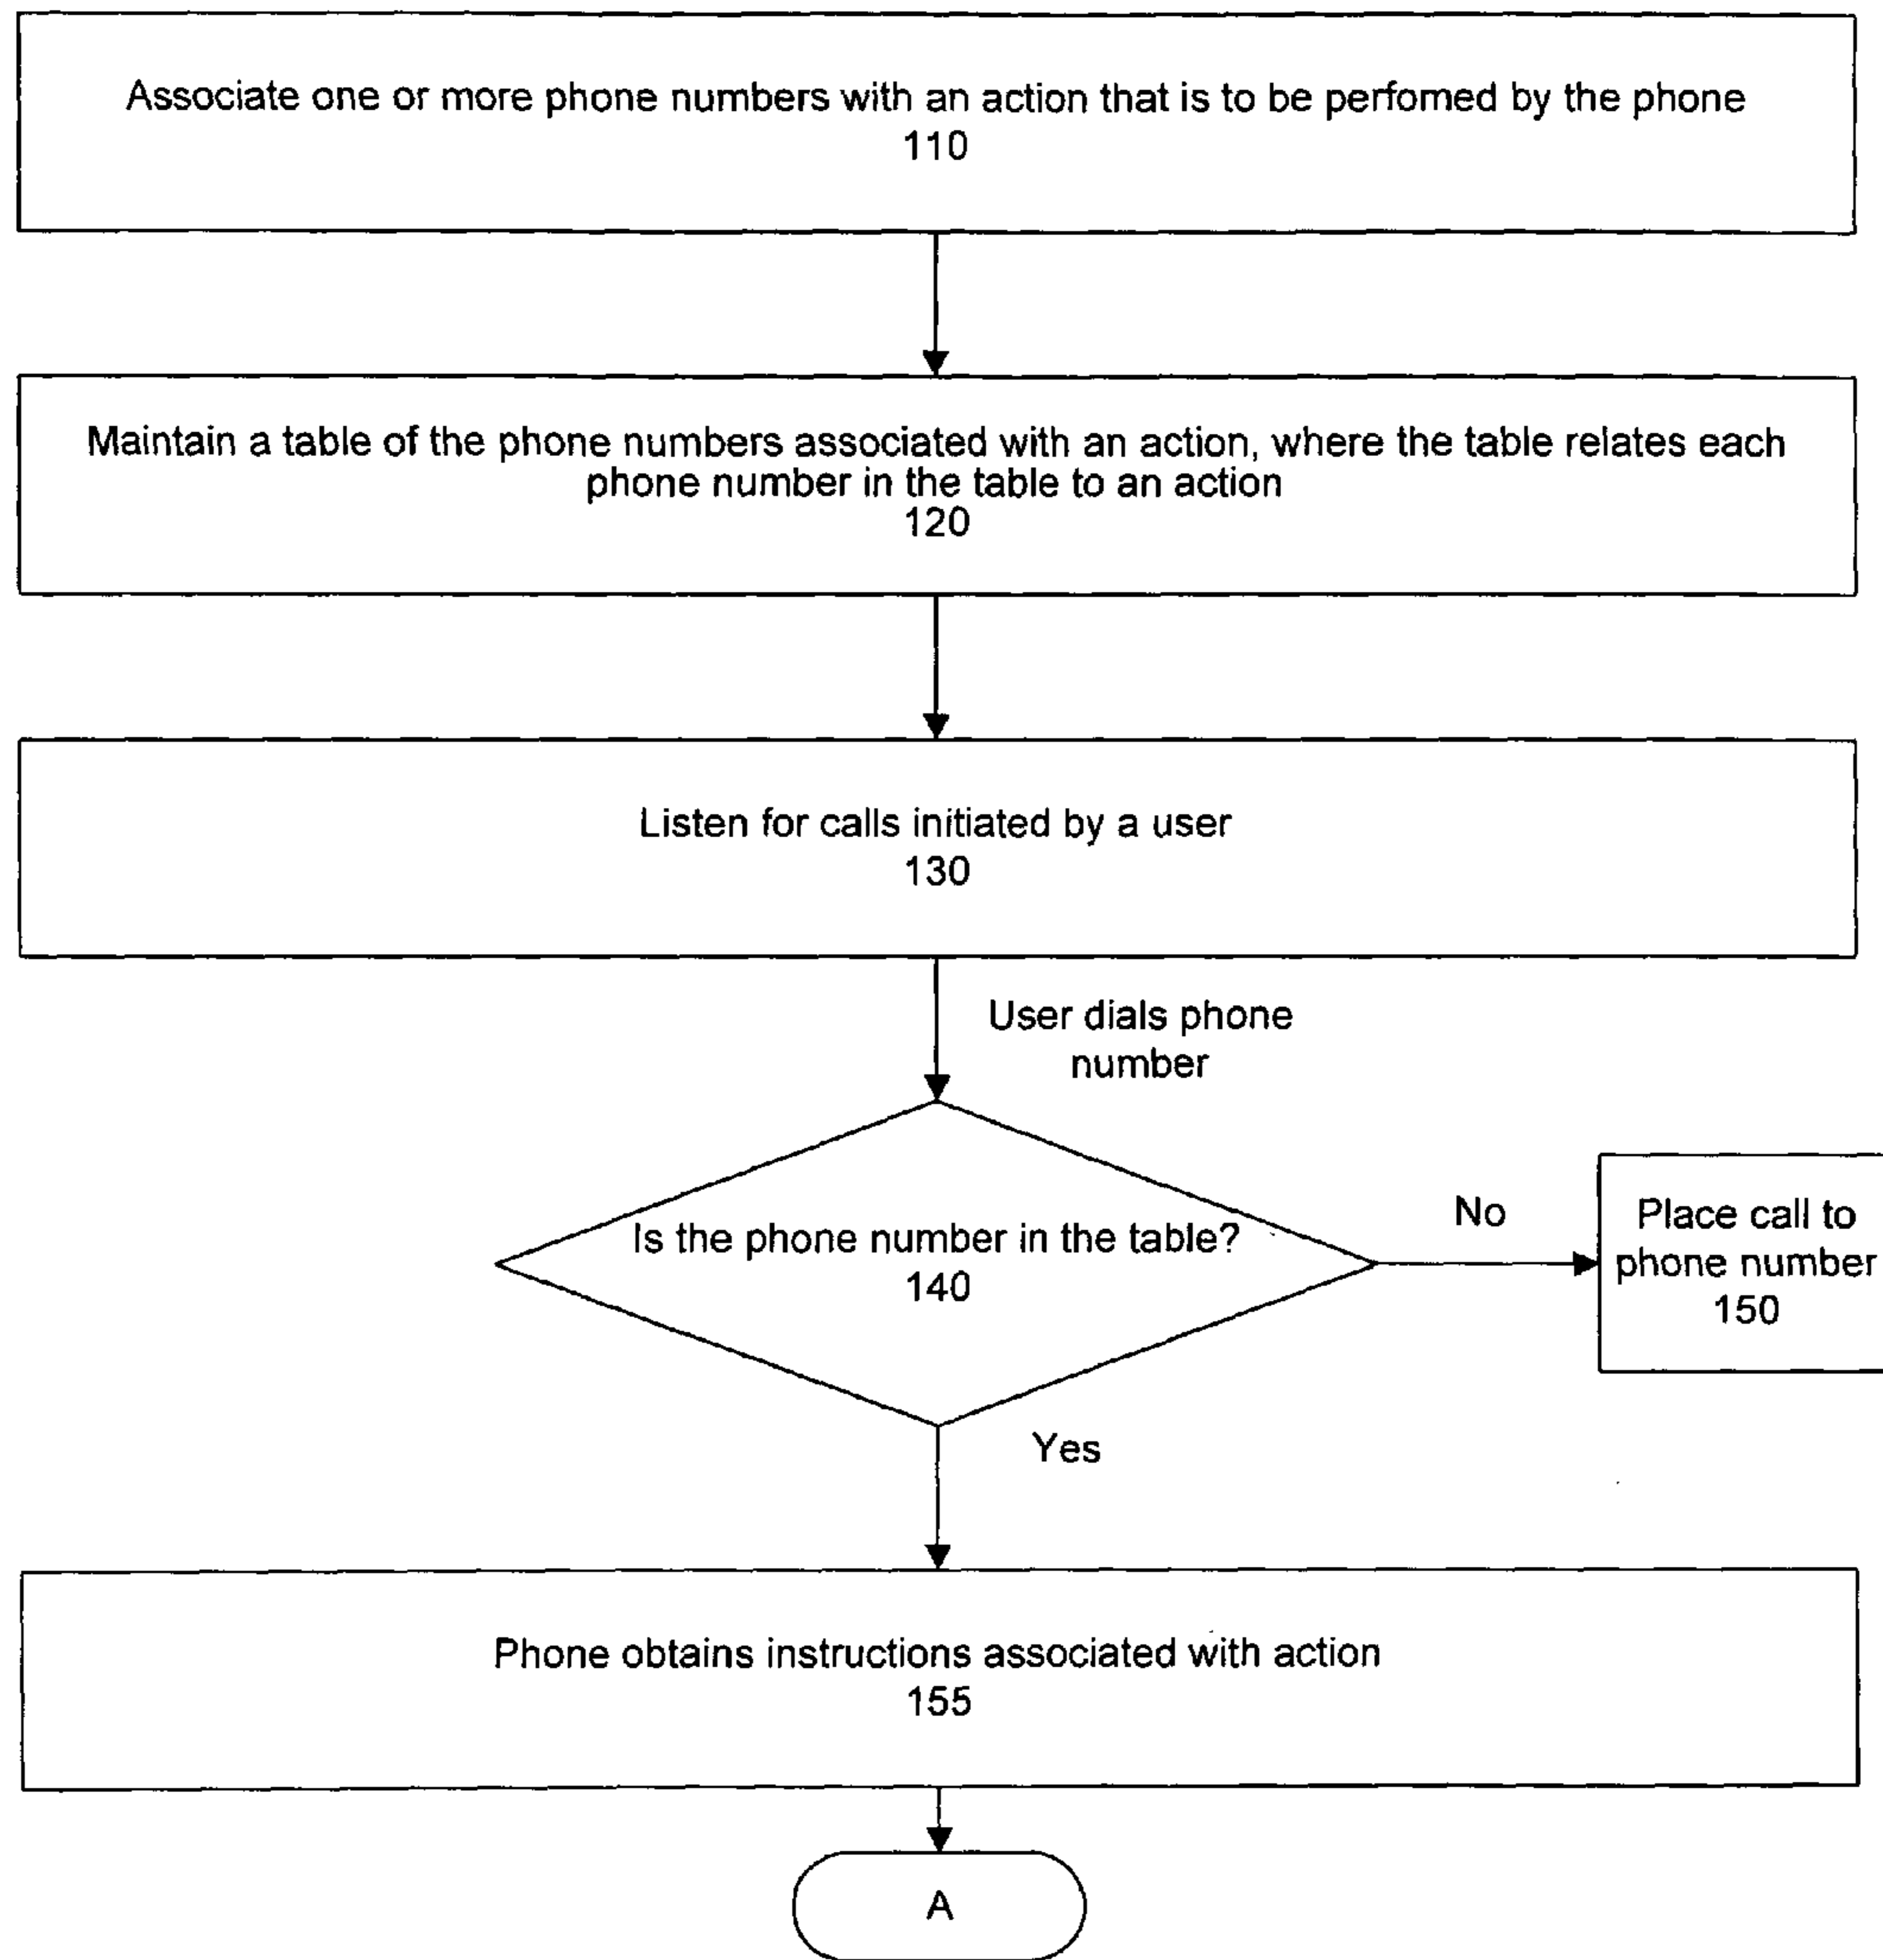 Associate one or more phone numbers with an action that is to be perfomed by the phone
110
Maintain a table of the phone numbers associated with an action, where the table relates each
phone number in the table to an action
120
Listen for calls initiated by a user
130
User dials phone
number
Is the phone number in the table?
140
No
Place call to
phone number
150
Yes
Phone obtains instructions associated with action
155
A